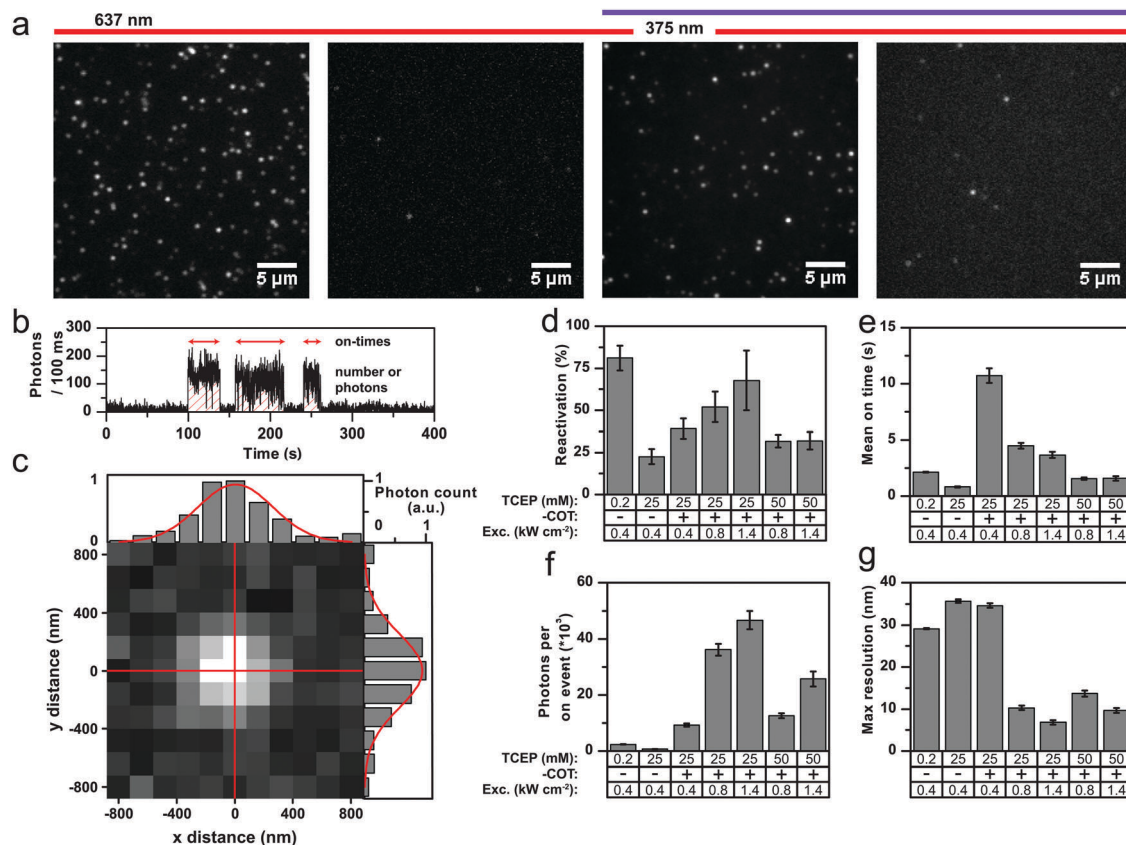 a
637 nm
375 nm
5 µm
5 µm
5 µm
5 µm
b
Photons
/ 100 ms
300
200
100
0
on-times
number or
photons
0 100 200 300 400
Time (s)
c
1
0
Photon count
(a.u.)
0 1
y distance (nm)
800
400
0
-400
-800
-800 -400 0 400 800
x distance (nm)
d
Reactivation (%)
100
75
50
25
0
TCEP (mM): 0.2 25 25 25 25 50 50
-COT: - - + + + + +
Exc. (kW cm⁻²): 0.4 0.4 0.4 0.8 1.4 0.8 1.4
e
Mean on time (s)
15
10
5
0
0.2 25 25 25 25 50 50
- - + + + + +
0.4 0.4 0.4 0.8 1.4 0.8 1.4
f
Photons per
on event (*10³)
60
40
20
0
TCEP (mM): 0.2 25 25 25 25 50 50
-COT: - - + + + + +
Exc. (kW cm⁻²): 0.4 0.4 0.4 0.8 1.4 0.8 1.4
g
Max resolution (nm)
40
30
20
10
0
0.2 25 25 25 25 50 50
- - + + + + +
0.4 0.4 0.4 0.8 1.4 0.8 1.4